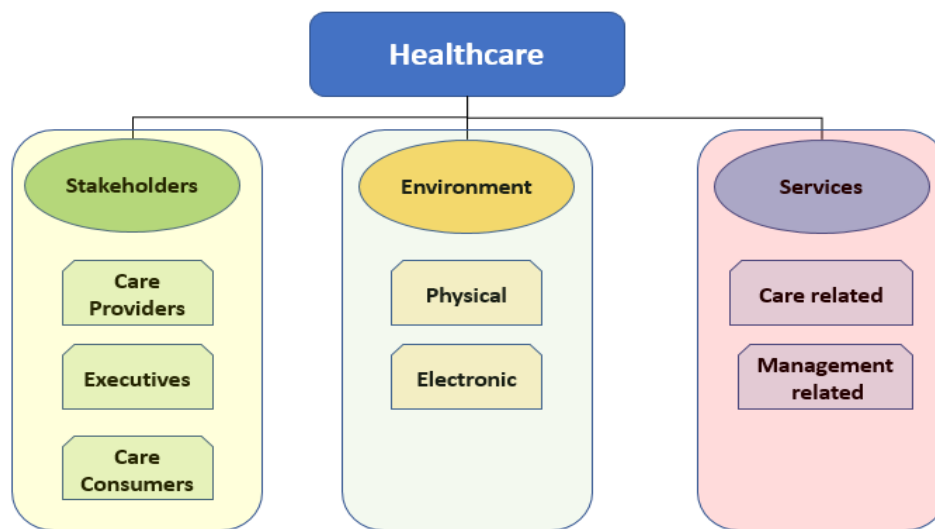 Healthcare
Stakeholders
Care
Providers
Executives
Care
Consumers
Environment
Physical
Electronic
Services
Care related
Management
related